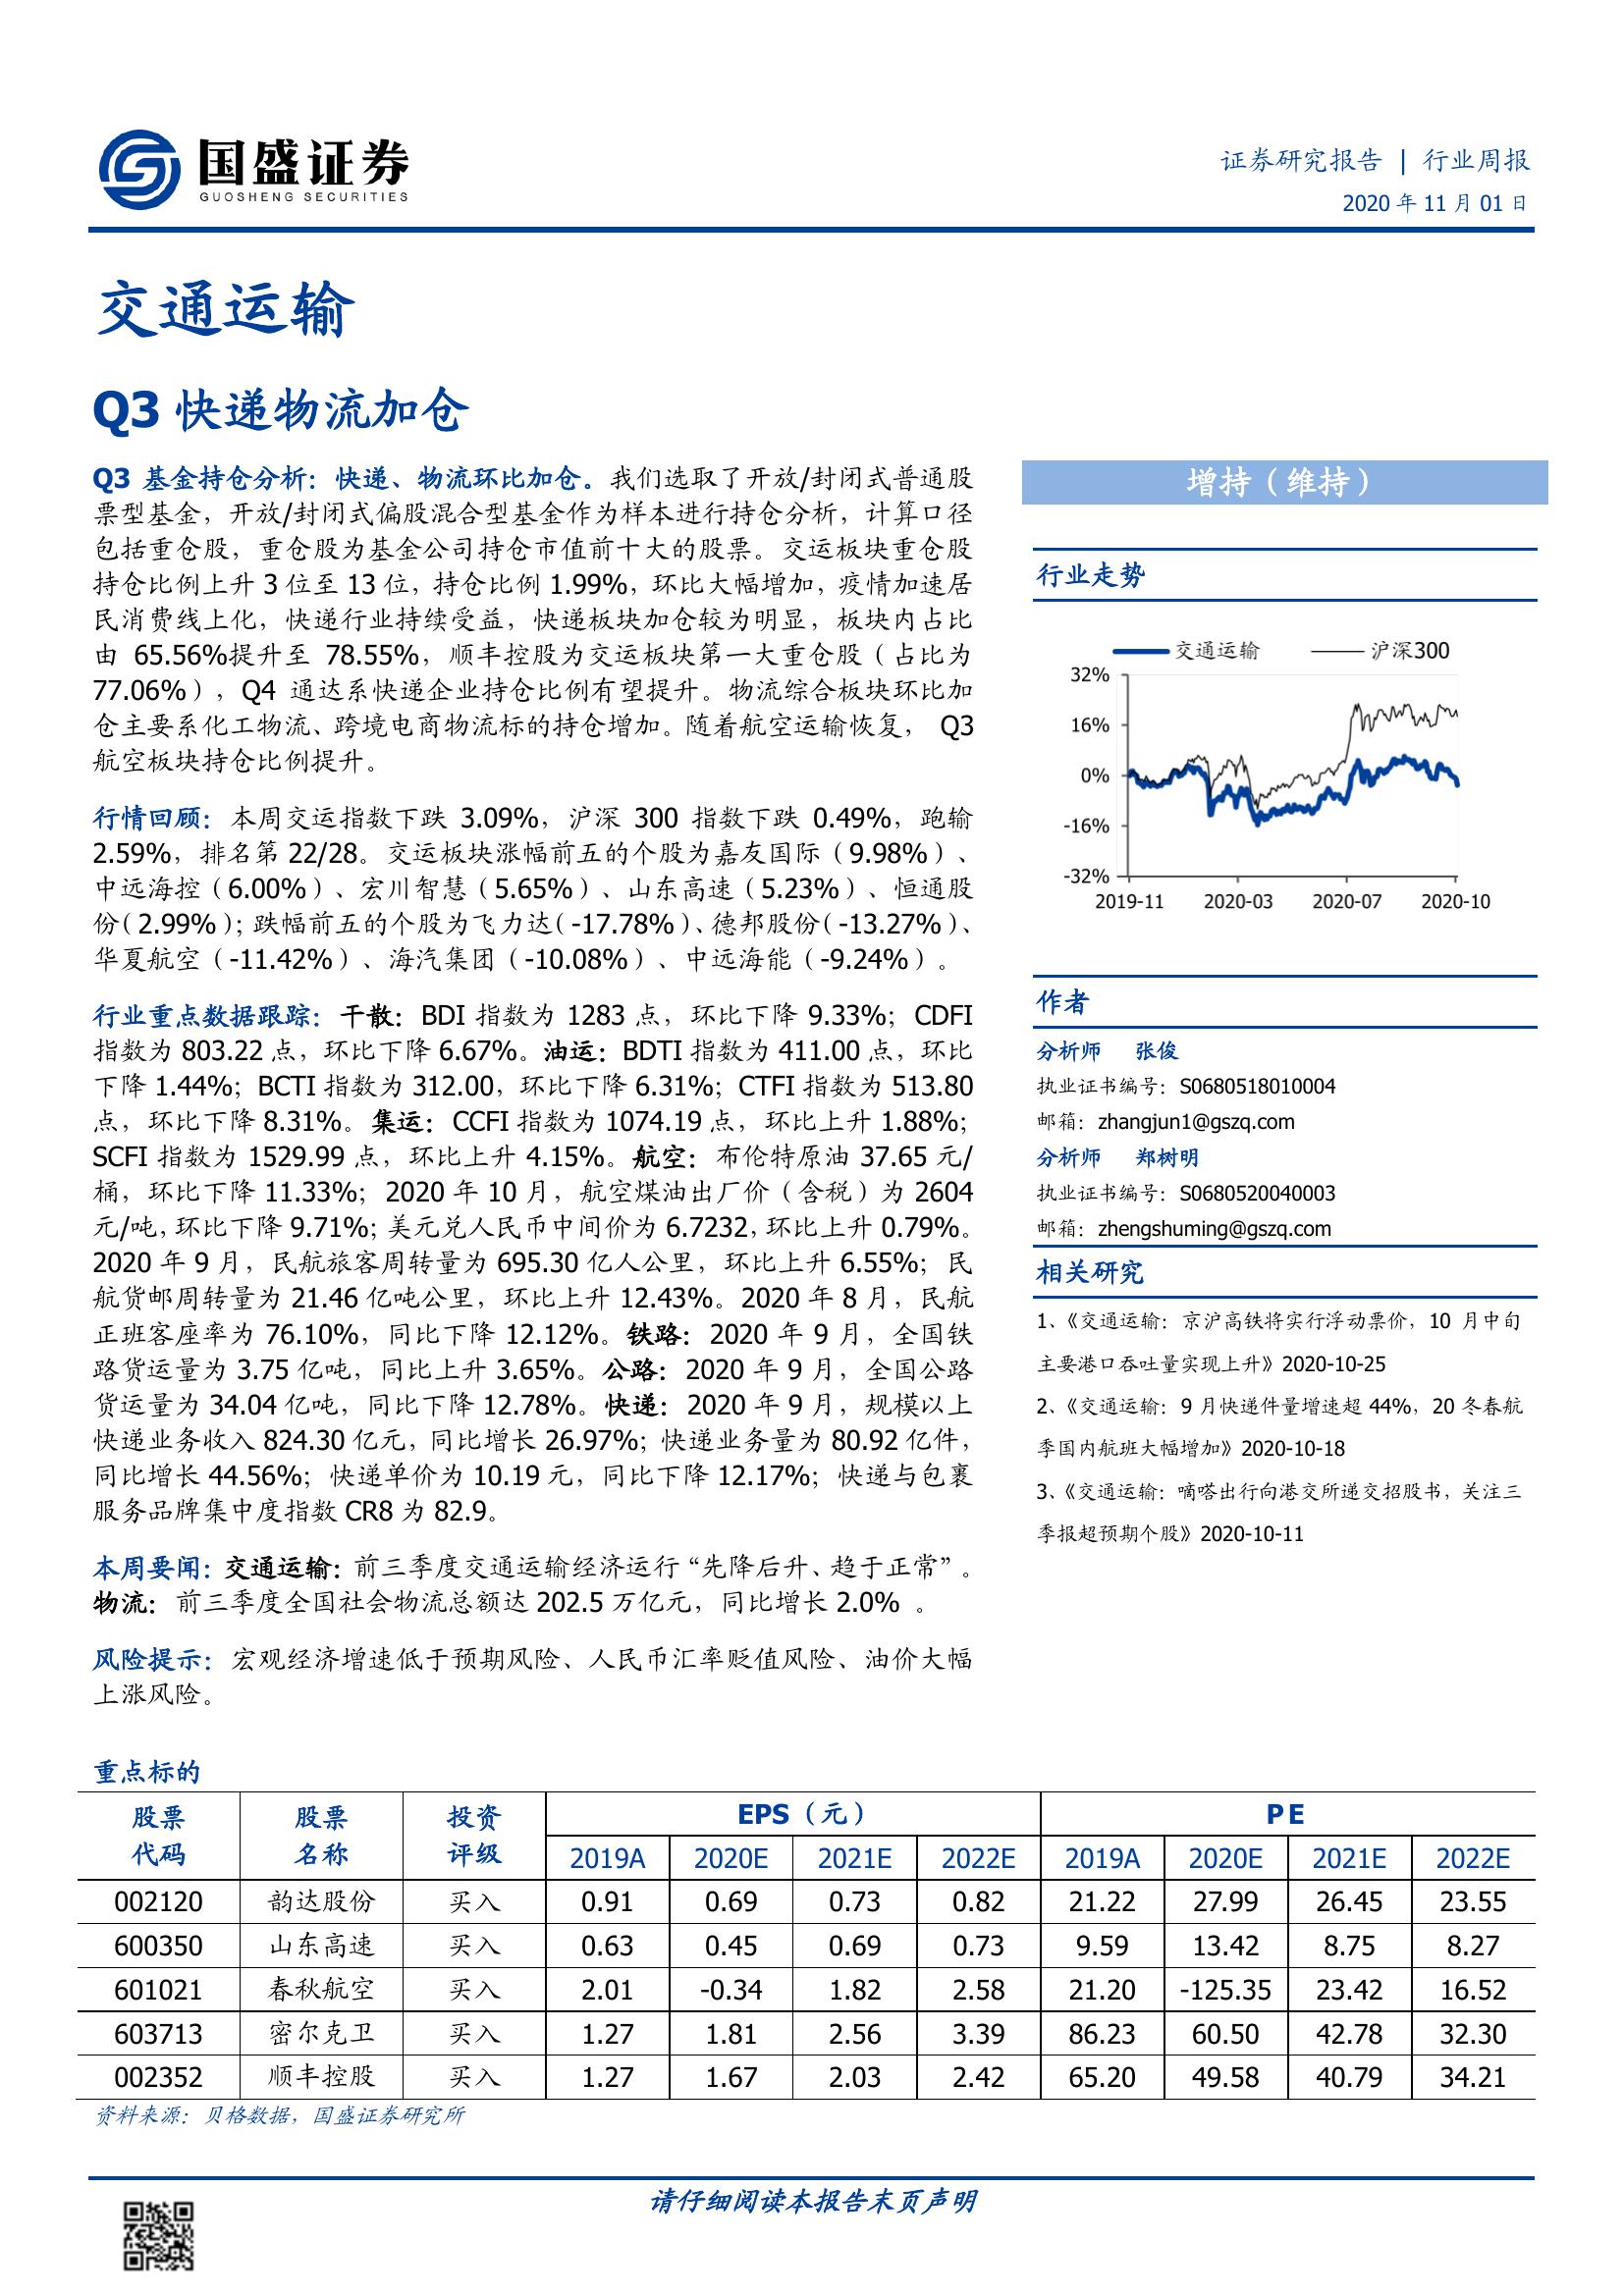 国盛证券
GUOSHENG SECURITIES
证券研究报告 | 行业周报
2020 年 11 月 01 日
交通运输
Q3 快递物流加仓
Q3 基金持仓分析：快递、物流环比加仓。我们选取了开放/封闭式普通股
票型基金，开放/封闭式偏股混合型基金作为样本进行持仓分析，计算口径
包括重仓股，重仓股为基金公司持仓市值前十大的股票。交运板块重仓股
持仓比例上升 3 位至 13 位，持仓比例 1.99%，环比大幅增加，疫情加速居
民消费线上化，快递行业持续受益，快递板块加仓较为明显，板块内占比
由 65.56%提升至 78.55%，顺丰控股为交运板块第一大重仓股（占比为
77.06%），Q4 通达系快递企业持仓比例有望提升。物流综合板块环比加
仓主要系化工物流、跨境电商物流标的持仓增加。随着航空运输恢复， Q3
航空板块持仓比例提升。
行情回顾：本周交运指数下跌 3.09%，沪深 300 指数下跌 0.49%，跑输
2.59%，排名第 22/28。交运板块涨幅前五的个股为嘉友国际（9.98%）、
中远海控（6.00%）、宏川智慧（5.65%）、山东高速（5.23%）、恒通股
份（2.99%）；跌幅前五的个股为飞力达（-17.78%）、德邦股份（-13.27%）、
华夏航空（-11.42%）、海汽集团（-10.08%）、中远海能（-9.24%）。
行业重点数据跟踪：干散：BDI 指数为 1283 点，环比下降 9.33%；CDFI
指数为 803.22 点，环比下降 6.67%。油运：BDTI 指数为 411.00 点，环比
下降 1.44%；BCTI 指数为 312.00，环比下降 6.31%；CTFI 指数为 513.80
点，环比下降 8.31%。集运：CCFI 指数为 1074.19 点，环比上升 1.88%；
SCFI 指数为 1529.99 点，环比上升 4.15%。航空：布伦特原油 37.65 元/
桶，环比下降 11.33%；2020 年 10 月，航空煤油出厂价（含税）为 2604
元/吨，环比下降 9.71%；美元兑人民币中间价为 6.7232，环比上升 0.79%。
2020 年 9 月，民航旅客周转量为 695.30 亿人公里，环比上升 6.55%；民
航货邮周转量为 21.46 亿吨公里，环比上升 12.43%。2020 年 8 月，民航
正班客座率为 76.10%，同比下降 12.12%。铁路：2020 年 9 月，全国铁
路货运量为 3.75 亿吨，同比上升 3.65%。公路：2020 年 9 月，全国公路
货运量为 34.04 亿吨，同比下降 12.78%。快递：2020 年 9 月，规模以上
快递业务收入 824.30 亿元，同比增长 26.97%；快递业务量为 80.92 亿件，
同比增长 44.56%；快递单价为 10.19 元，同比下降 12.17%；快递与包裹
服务品牌集中度指数 CR8 为 82.9。
本周要闻：交通运输：前三季度交通运输经济运行“先降后升、趋于正常”。
物流：前三季度全国社会物流总额达 202.5 万亿元，同比增长 2.0% 。
风险提示：宏观经济增速低于预期风险、人民币汇率贬值风险、油价大幅
上涨风险。
增持（维持）
行业走势
交通运输 沪深300
32%
16%
0%
-16%
-32%
2019-11 2020-03 2020-07 2020-10
作者
分析师 张俊
执业证书编号：S0680518010004
邮箱：zhangjun1@gszq.com
分析师 郑树明
执业证书编号：S0680520040003
邮箱：zhengshuming@gszq.com
相关研究
1、《交通运输：京沪高铁将实行浮动票价，10 月中旬
主要港口吞吐量实现上升》2020-10-25
2、《交通运输：9 月快递件量增速超 44%，20 冬春航
季国内航班大幅增加》2020-10-18
3、《交通运输：嘀嗒出行向港交所递交招股书，关注三
季报超预期个股》2020-10-11
重点标的
股票 股票 投资 EPS（元） PE
代码 名称 评级 2019A 2020E 2021E 2022E 2019A 2020E 2021E 2022E
002120 韵达股份 买入 0.91 0.69 0.73 0.82 21.22 27.99 26.45 23.55
600350 山东高速 买入 0.63 0.45 0.69 0.73 9.59 13.42 8.75 8.27
601021 春秋航空 买入 2.01 -0.34 1.82 2.58 21.20 -125.35 23.42 16.52
603713 密尔克卫 买入 1.27 1.81 2.56 3.39 86.23 60.50 42.78 32.30
002352 顺丰控股 买入 1.27 1.67 2.03 2.42 65.20 49.58 40.79 34.21
资料来源：贝格数据，国盛证券研究所
请仔细阅读本报告末页声明